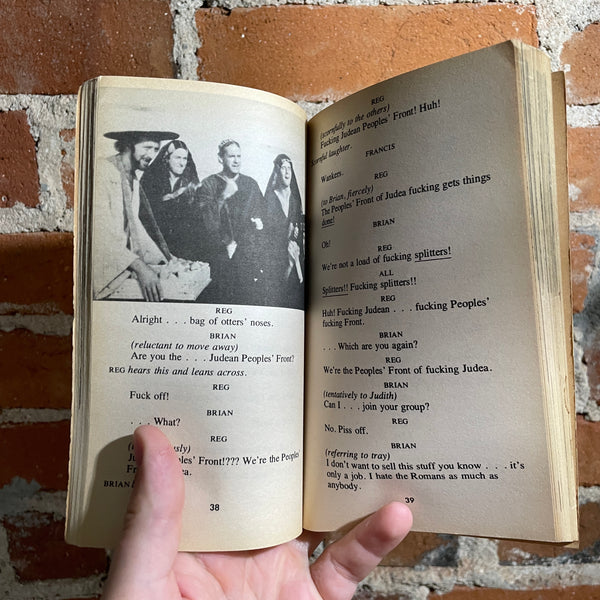 REG
Alright . . . bag of otters' noses.
BRIAN
(reluctant to move away)
Are you the . . . Judean Peoples' Front?
REG hears this and leans across.
REG
Fuck off!
BRIAN
. . . What?
REG
Peoples' Front!??? We're the Peoples'
Front
BRIAN
38
REG
(scornfully to the others)
Fucking Judean Peoples' Front! Huh!
Scornful laughter.
FRANCIS
Wankers.
REG
(to Brian, fiercely)
The Peoples' Front of Judea fucking gets things
done!
BRIAN
Oh!
REG
We're not a load of fucking splitters!
ALL
Splitters!! Fucking splitters!!
REG
Huh! Fucking Judean . . . fucking Peoples'
fucking Front.
BRIAN
. . . Which are you again?
REG
We're the Peoples' Front of fucking Judea.
BRIAN
(tentatively to Judith)
Can I . . . join your group?
REG
No. Piss off.
BRIAN
(referring to tray)
I don't want to sell this stuff you know . . . it's
only a job. I hate the Romans as much as
anybody.
39